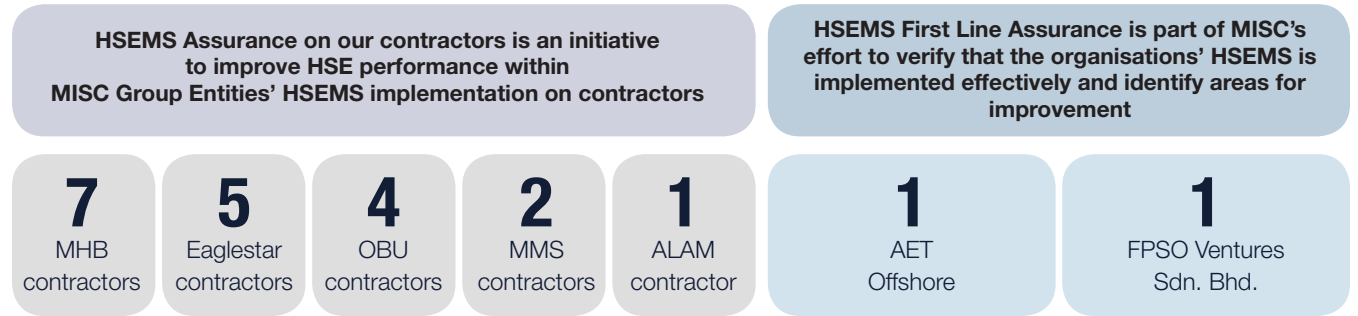 HSEMS Assurance on our contractors is an initiative
to improve HSE performance within
MISC Group Entities' HSEMS implementation on contractors
HSEMS First Line Assurance is part of MISC's
effort to verify that the organisations' HSEMS is
implemented effectively and identify areas for
improvement
7
MHB
contractors
5
Eaglestar
contractors
4
OBU
contractors
2
MMS
contractors
1
ALAM
contractor
1
AET
Offshore
1
FPSO Ventures
Sdn. Bhd.